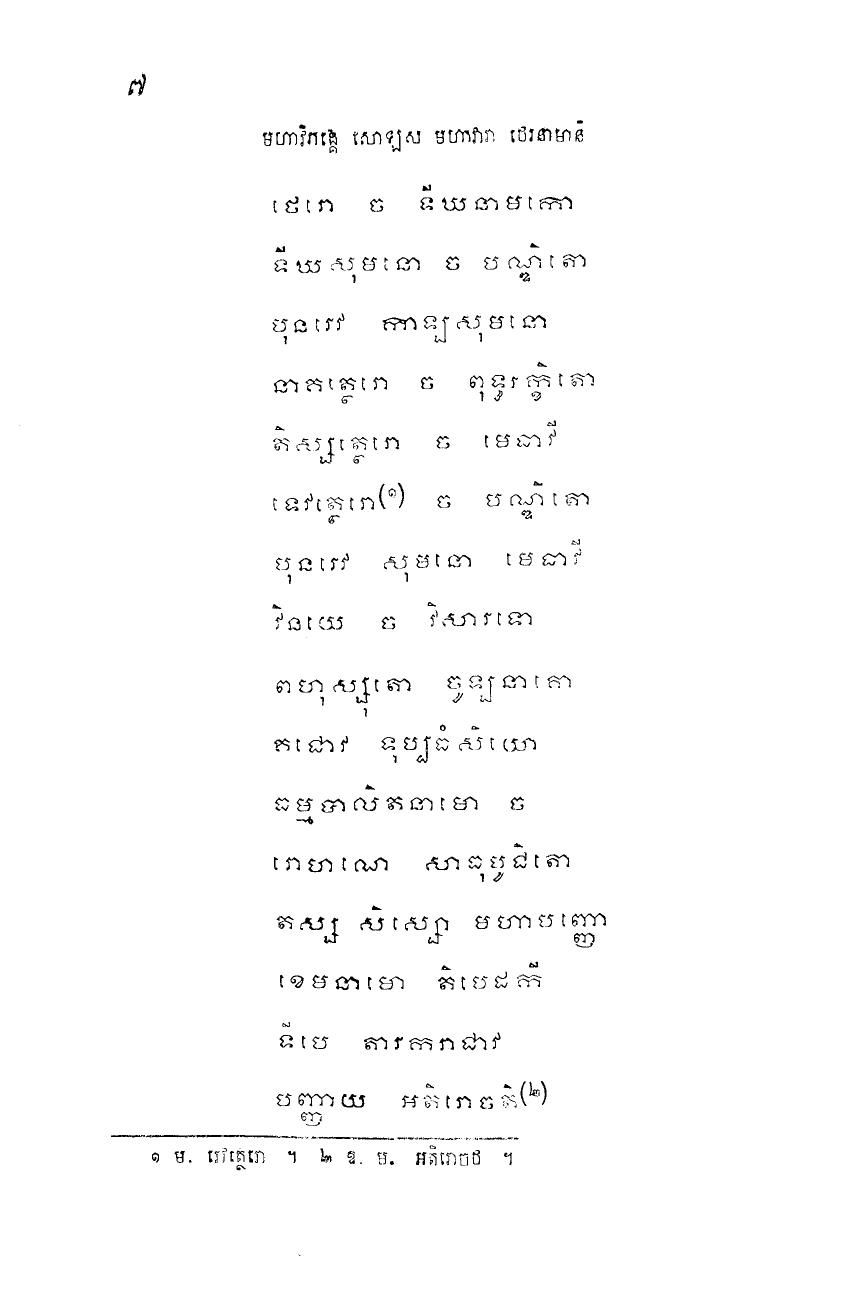 ៧
មហាវិភង្គេ សោឡស មហាវារា ថេរនាមានិ
ថេរោ ច ទីឃនាមកោ
ទីឃសុមនោ ច បណ្ឌិតោ
បុនរេវ កាឡសុមនោ
នាគត្ថេរោ ច ពុទ្ធរក្ខិតោ
តិស្សត្ថេរោ ច មេធាវី
ទេវត្ថេរោ(១) ច បណ្ឌិតោ
បុនរេវ សុមនោ មេធាវី
វិនយេ ច វិសារទោ
ពហុស្សុតោ ចូឡនាគោ
គជោវ ទុប្បធំសិយោ
ធម្មបាលិតនាមោ ច
រោហណេ សាធុបូជិតោ
តស្ស សិស្សោ មហាបញ្ញោ
ខេមនាមោ តិបេដកី
ទីបេ តារករាជាវ
បញ្ញាយ អតិរោចតិ(២)
១ ម. រេវត្ថេរោ ។ ២ ឱ. ម. អតិរោចថ ។